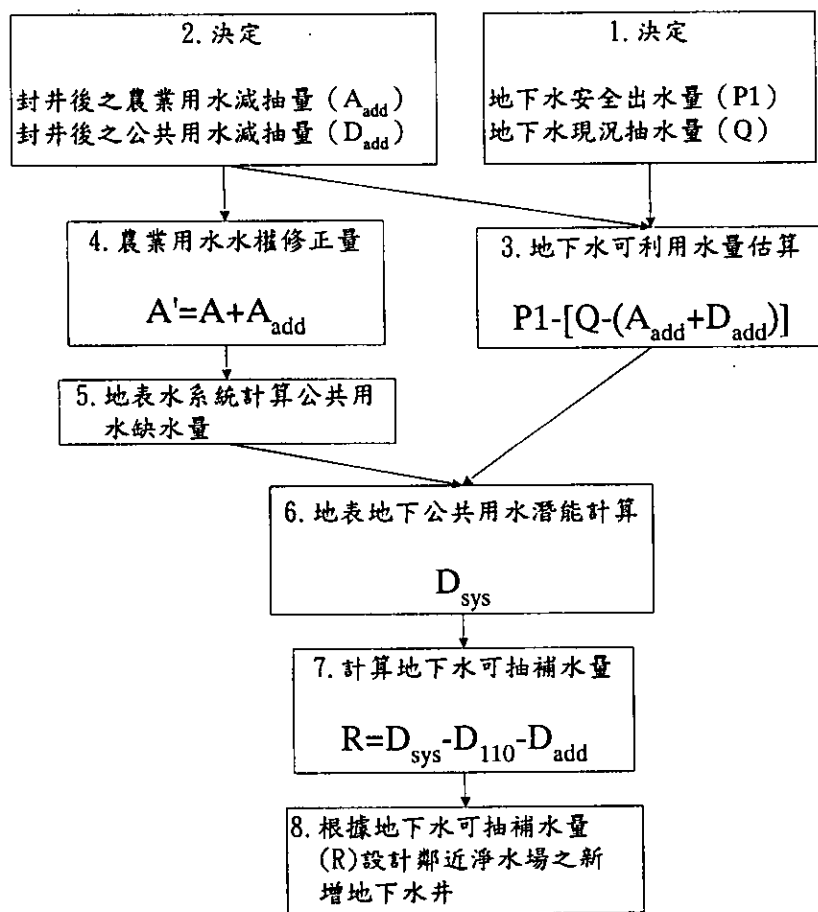 2.決定
封井後之農業用水減抽量（A_add）
封井後之公共用水減抽量（D_add）
1.決定
地下水安全出水量（P1）
地下水現況抽水量（Q）
4.農業用水水權修正量
A'=A+A_add
3.地下水可利用水量估算
P1-[Q-(A_add+D_add)]
5.地表水系統計算公共用
水缺水量
6.地表地下公共用水潛能計算
D_sys
7.計算地下水可抽補水量
R=D_sys-D_110-D_add
8.根據地下水可抽補水量
(R)設計鄰近淨水場之新
增地下水井